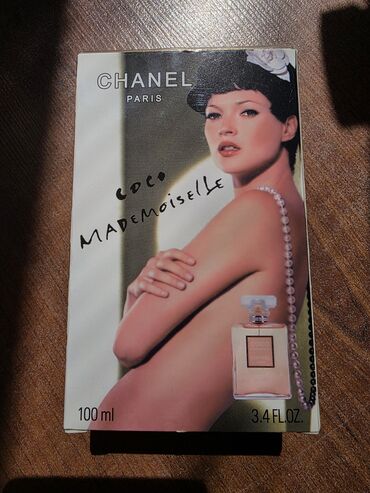 CHANEL
PARIS
COCO
MADEMOISELLE
100 ml
3.4 FL.OZ.